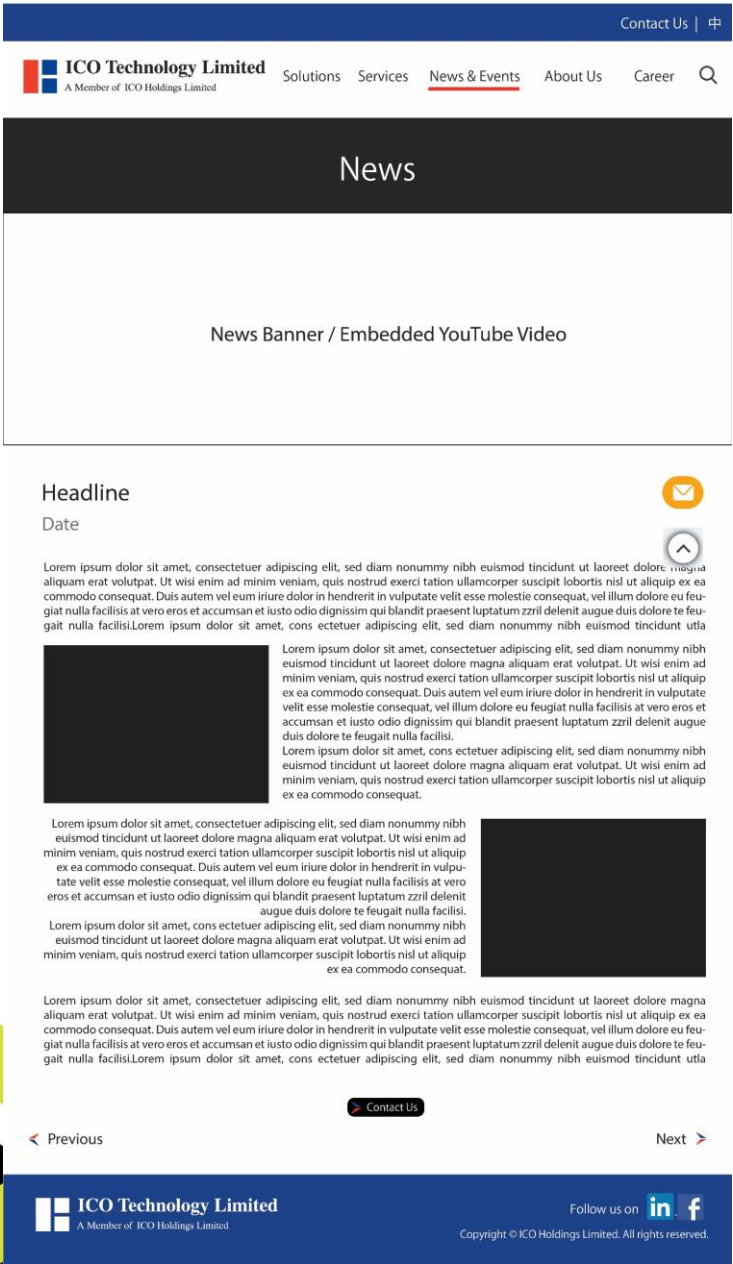 Contact Us | 中
ICO Technology Limited
A Member of ICO Holdings Limited
Solutions Services News & Events About Us Career
News
News Banner / Embedded YouTube Video
Headline
Date
Lorem ipsum dolor sit amet, consectetuer adipiscing elit, sed diam nonummy nibh euismod tincidunt ut laoreet dolore magna
aliquam erat volutpat. Ut wisi enim ad minim veniam, quis nostrud exerci tation ullamcorper suscipit lobortis nisl ut aliquip ex ea
commodo consequat. Duis autem vel eum iriure dolor in hendrerit in vulputate velit esse molestie consequat, vel illum dolore eu feu-
giat nulla facilisis at vero eros et accumsan et iusto odio dignissim qui blandit praesent luptatum zzril delenit augue duis dolore te feu-
gait nulla facilisi.Lorem ipsum dolor sit amet, cons ectetuer adipiscing elit, sed diam nonummy nibh euismod tincidunt utla
Lorem ipsum dolor sit amet, consectetuer adipiscing elit, sed diam nonummy nibh
euismod tincidunt ut laoreet dolore magna aliquam erat volutpat. Ut wisi enim ad
minim veniam, quis nostrud exerci tation ullamcorper suscipit lobortis nisl ut aliquip
ex ea commodo consequat. Duis autem vel eum iriure dolor in hendrerit in vulputate
velit esse molestie consequat, vel illum dolore eu feugiat nulla facilisis at vero eros et
accumsan et iusto odio dignissim qui blandit praesent luptatum zzril delenit augue
duis dolore te feugait nulla facilisi.
Lorem ipsum dolor sit amet, cons ectetuer adipiscing elit, sed diam nonummy nibh
euismod tincidunt ut laoreet dolore magna aliquam erat volutpat. Ut wisi enim ad
minim veniam, quis nostrud exerci tation ullamcorper suscipit lobortis nisl ut aliquip
ex ea commodo consequat.
Lorem ipsum dolor sit amet, consectetuer adipiscing elit, sed diam nonummy nibh
euismod tincidunt ut laoreet dolore magna aliquam erat volutpat. Ut wisi enim ad
minim veniam, quis nostrud exerci tation ullamcorper suscipit lobortis nisl ut aliquip
ex ea commodo consequat. Duis autem vel eum iriure dolor in hendrerit in vulpu-
tate velit esse molestie consequat, vel illum dolore eu feugiat nulla facilisis at vero
eros et accumsan et iusto odio dignissim qui blandit praesent luptatum zzril delenit
augue duis dolore te feugait nulla facilisi.
Lorem ipsum dolor sit amet, cons ectetuer adipiscing elit, sed diam nonummy nibh
euismod tincidunt ut laoreet dolore magna aliquam erat volutpat. Ut wisi enim ad
minim veniam, quis nostrud exerci tation ullamcorper suscipit lobortis nisl ut aliquip
ex ea commodo consequat.
Lorem ipsum dolor sit amet, consectetuer adipiscing elit, sed diam nonummy nibh euismod tincidunt ut laoreet dolore magna
aliquam erat volutpat. Ut wisi enim ad minim veniam, quis nostrud exerci tation ullamcorper suscipit lobortis nisl ut aliquip ex ea
commodo consequat. Duis autem vel eum iriure dolor in hendrerit in vulputate velit esse molestie consequat, vel illum dolore eu feu-
giat nulla facilisis at vero eros et accumsan et iusto odio dignissim qui blandit praesent luptatum zzril delenit augue duis dolore te feu-
gait nulla facilisi.Lorem ipsum dolor sit amet, cons ectetuer adipiscing elit, sed diam nonummy nibh euismod tincidunt utla
Contact Us
Previous
Next
ICO Technology Limited
A Member of ICO Holdings Limited
Follow us on in . f
Copyright © ICO Holdings Limited. All rights reserved.